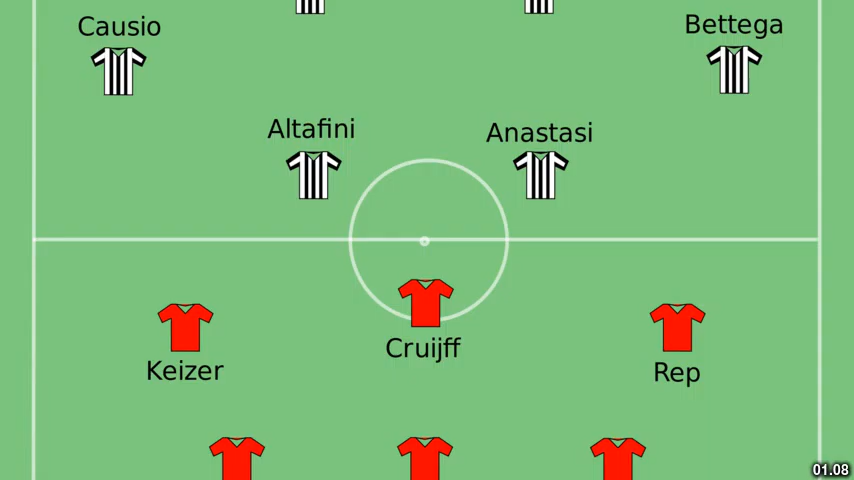 Causio
Bettega
Altafini
Anastasi
Cruijff
Keizer
Rep
01.08